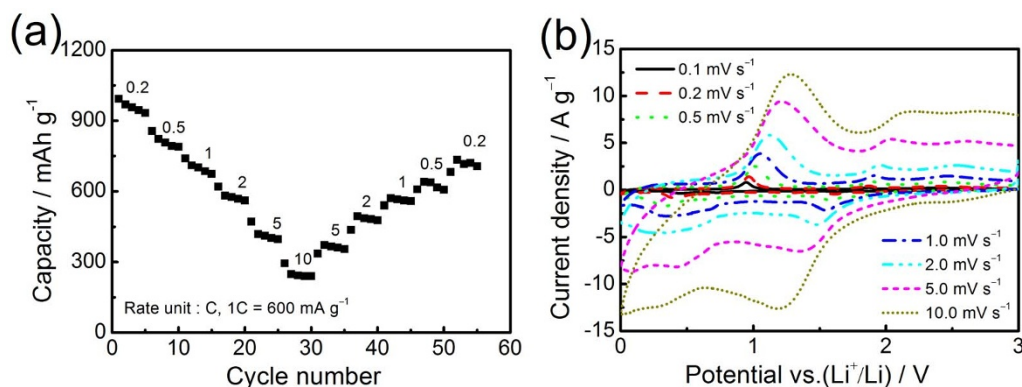 (a)
1200
900
600
300
0
Capacity / mAh g⁻¹
0.2
0.5
1
2
5
10
5
2
1
0.5
0.2
Rate unit : C, 1C = 600 mA g⁻¹
0 10 20 30 40 50 60
Cycle number
(b)
15
10
5
0
-5
-10
-15
Current density / A g⁻¹
0.1 mV s⁻¹
0.2 mV s⁻¹
0.5 mV s⁻¹
1.0 mV s⁻¹
2.0 mV s⁻¹
5.0 mV s⁻¹
10.0 mV s⁻¹
0 1 2 3
Potential vs.(Li⁺/Li) / V